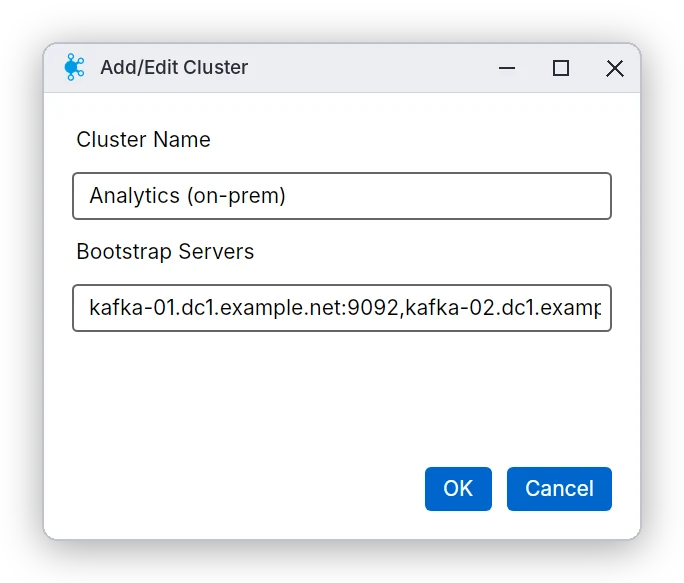 Add/Edit Cluster
Cluster Name
Analytics (on-prem)
Bootstrap Servers
kafka-01.dc1.example.net:9092,kafka-02.dc1.examp
OK
Cancel